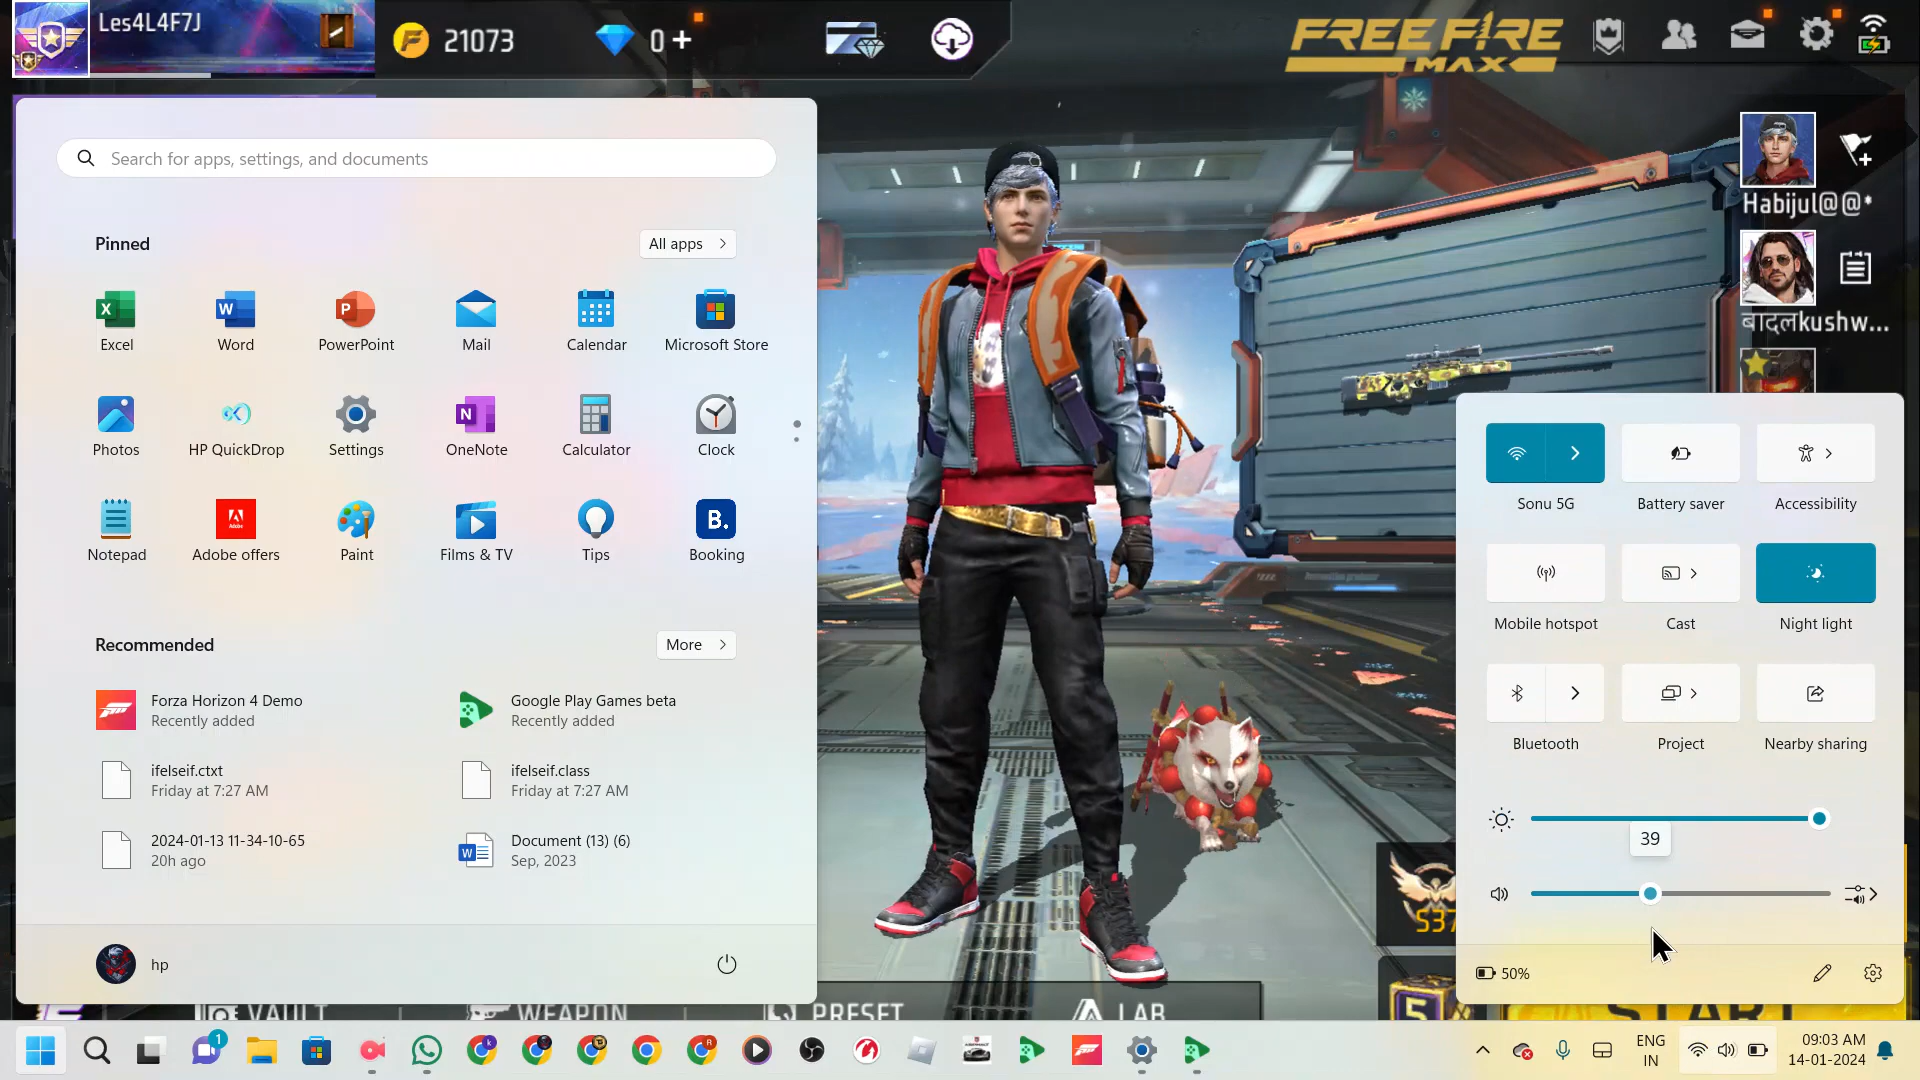 Les4L4F7J
21073
0 +
FREE FIRE
MAX
Search for apps, settings, and documents
Pinned
All apps
Excel
Word
PowerPoint
Mail
Calendar
Microsoft Store
Photos
HP QuickDrop
Settings
OneNote
Calculator
Clock
Notepad
Adobe offers
Paint
Films & TV
Tips
Booking
Recommended
More
Forza Horizon 4 Demo
Recently added
Google Play Games beta
Recently added
ifelseif.ctxt
Friday at 7:27 AM
ifelseif.class
Friday at 7:27 AM
2024-01-13 11-34-10-65
20h ago
Document (13) (6)
Sep, 2023
hp
Habijul@@*
बादलkushw...
Sonu 5G
Battery saver
Accessibility
Mobile hotspot
Cast
Night light
Bluetooth
Project
Nearby sharing
39
50%
S37
5
VAULT
WEAPON
PRESET
LAB
START
1
ENG
IN
09:03 AM
14-01-2024